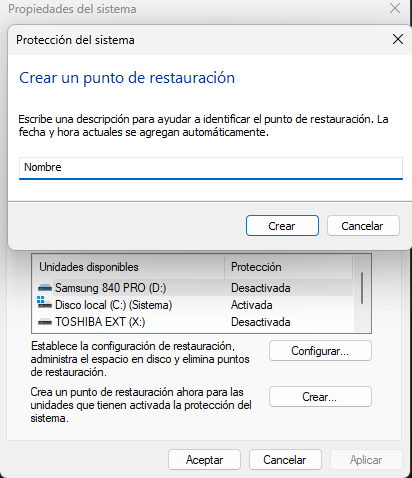 Propiedades del sistema
Protección del sistema
Crear un punto de restauración
Escribe una descripción para ayudar a identificar el punto de restauración. La
fecha y hora actuales se agregan automáticamente.
Nombre
Crear
Cancelar
Unidades disponibles
Protección
Samsung 840 PRO (D:)
Desactivada
Disco local (C:) (Sistema)
Activada
TOSHIBA EXT (X:)
Desactivada
Establece la configuración de restauración,
administra el espacio en disco y elimina puntos
de restauración.
Configurar...
Crea un punto de restauración ahora para las
unidades que tienen activada la protección del
sistema.
Crear...
Aceptar
Cancelar
Aplicar